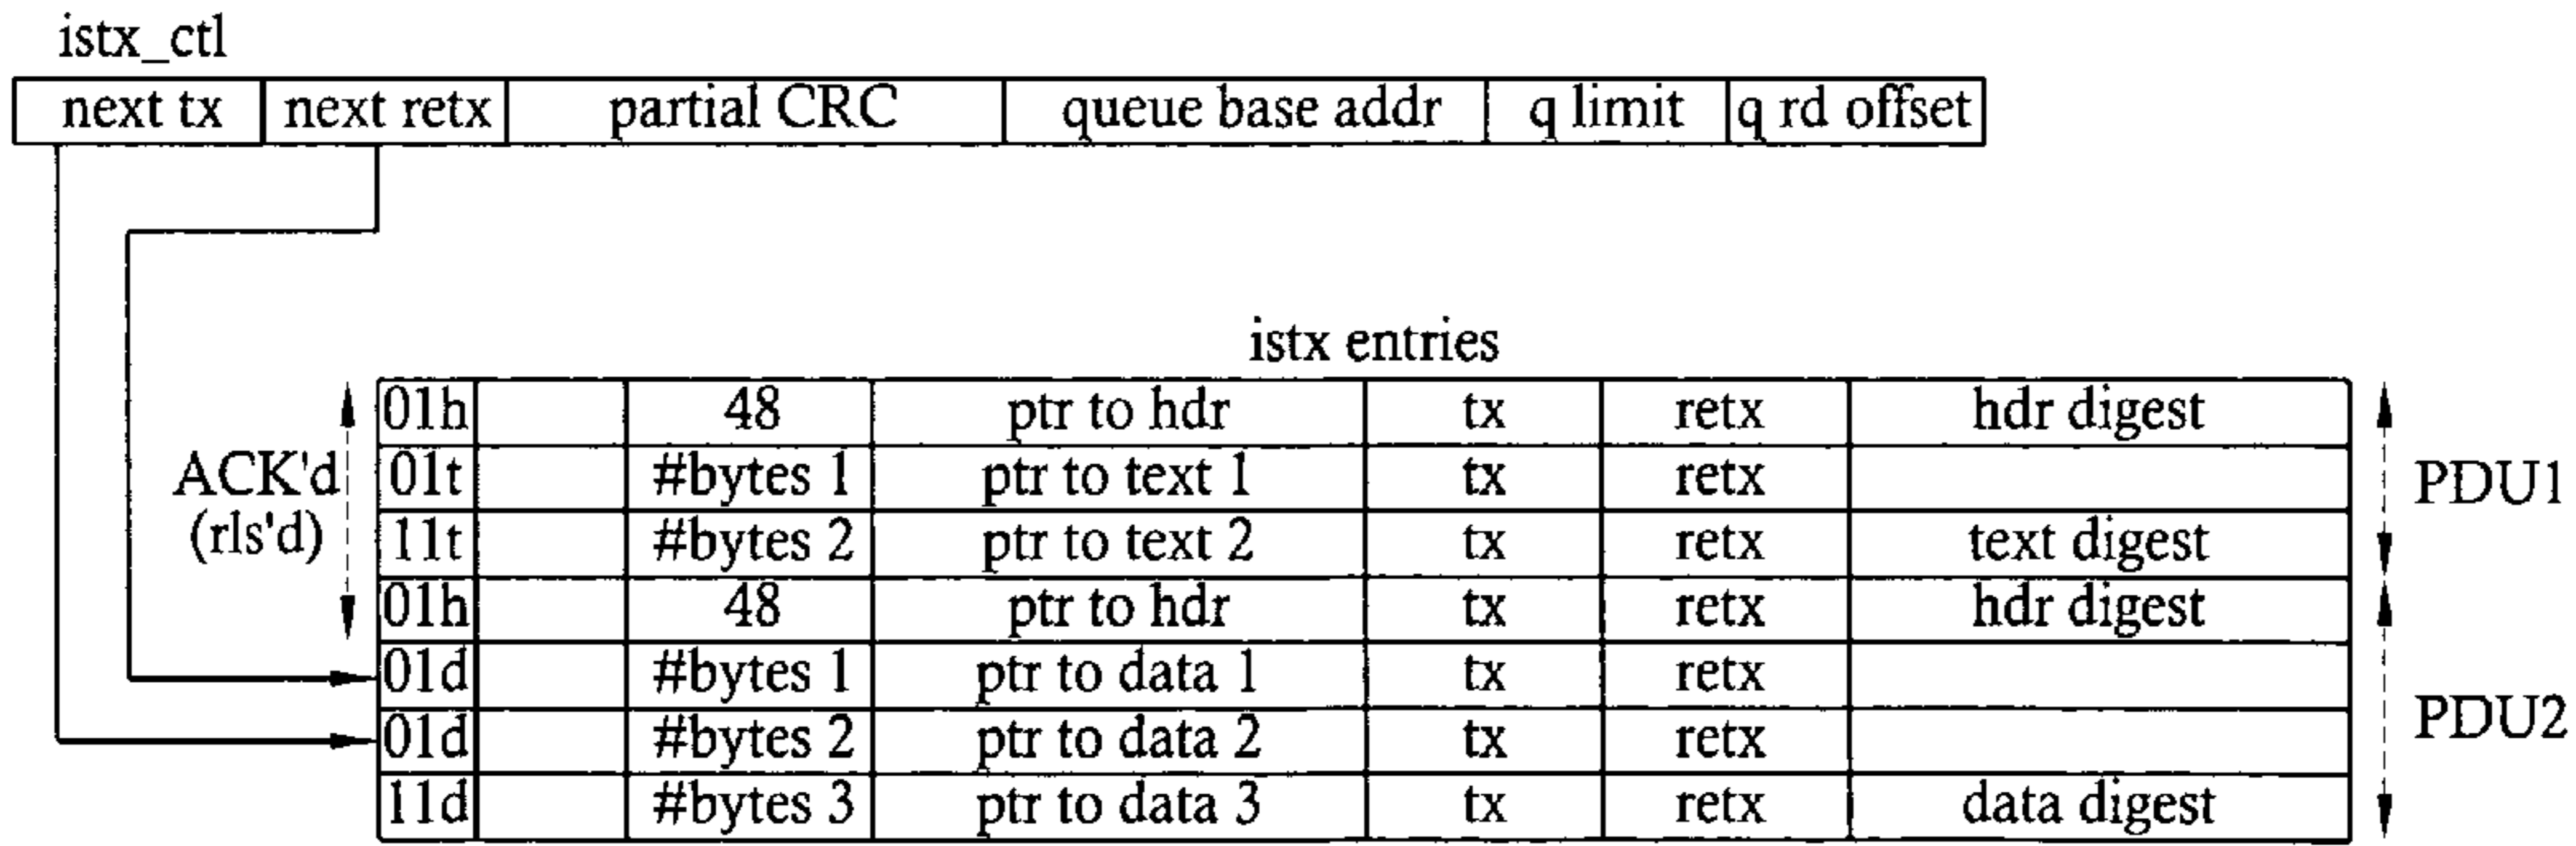 istx_ctl
next tx next retx partial CRC queue base addr q limit q rd offset
istx entries
01h 48 ptr to hdr tx retx hdr digest
01t #bytes 1 ptr to text 1 tx retx
11t #bytes 2 ptr to text 2 tx retx text digest
01h 48 ptr to hdr tx retx hdr digest
01d #bytes 1 ptr to data 1 tx retx
01d #bytes 2 ptr to data 2 tx retx
11d #bytes 3 ptr to data 3 tx retx data digest
ACK'd
(rls'd)
PDU1
PDU2